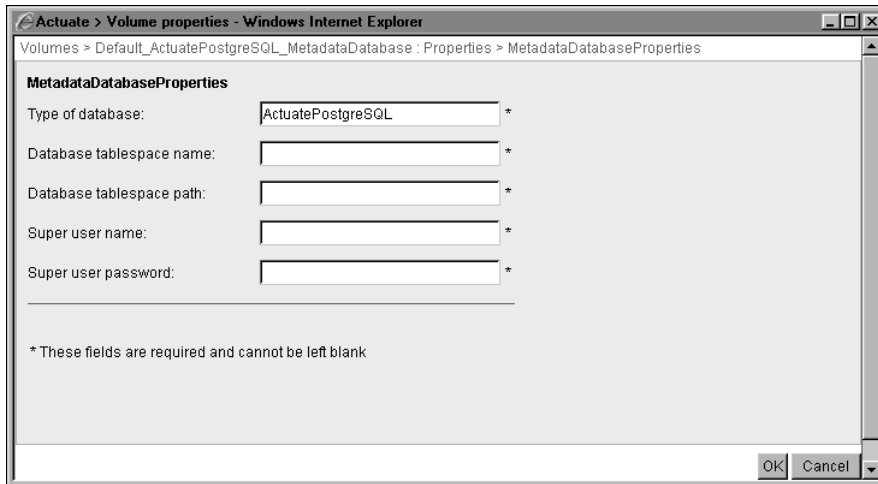 Actuate > Volume properties - Windows Internet Explorer
Volumes > Default_ActuatePostgreSQL_MetadataDatabase : Properties > MetadataDatabaseProperties
MetadataDatabaseProperties
Type of database: ActuatePostgreSQL *
Database tablespace name: *
Database tablespace path: *
Super user name: *
Super user password: *
* These fields are required and cannot be left blank
OK Cancel